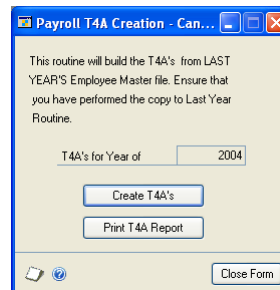 Payroll T4A Creation - Can...
This routine will build the T4A's from LAST
YEAR'S Employee Master file. Ensure that
you have performed the copy to Last Year
Routine.
T4A's for Year of 2004
Create T4A's
Print T4A Report
Close Form